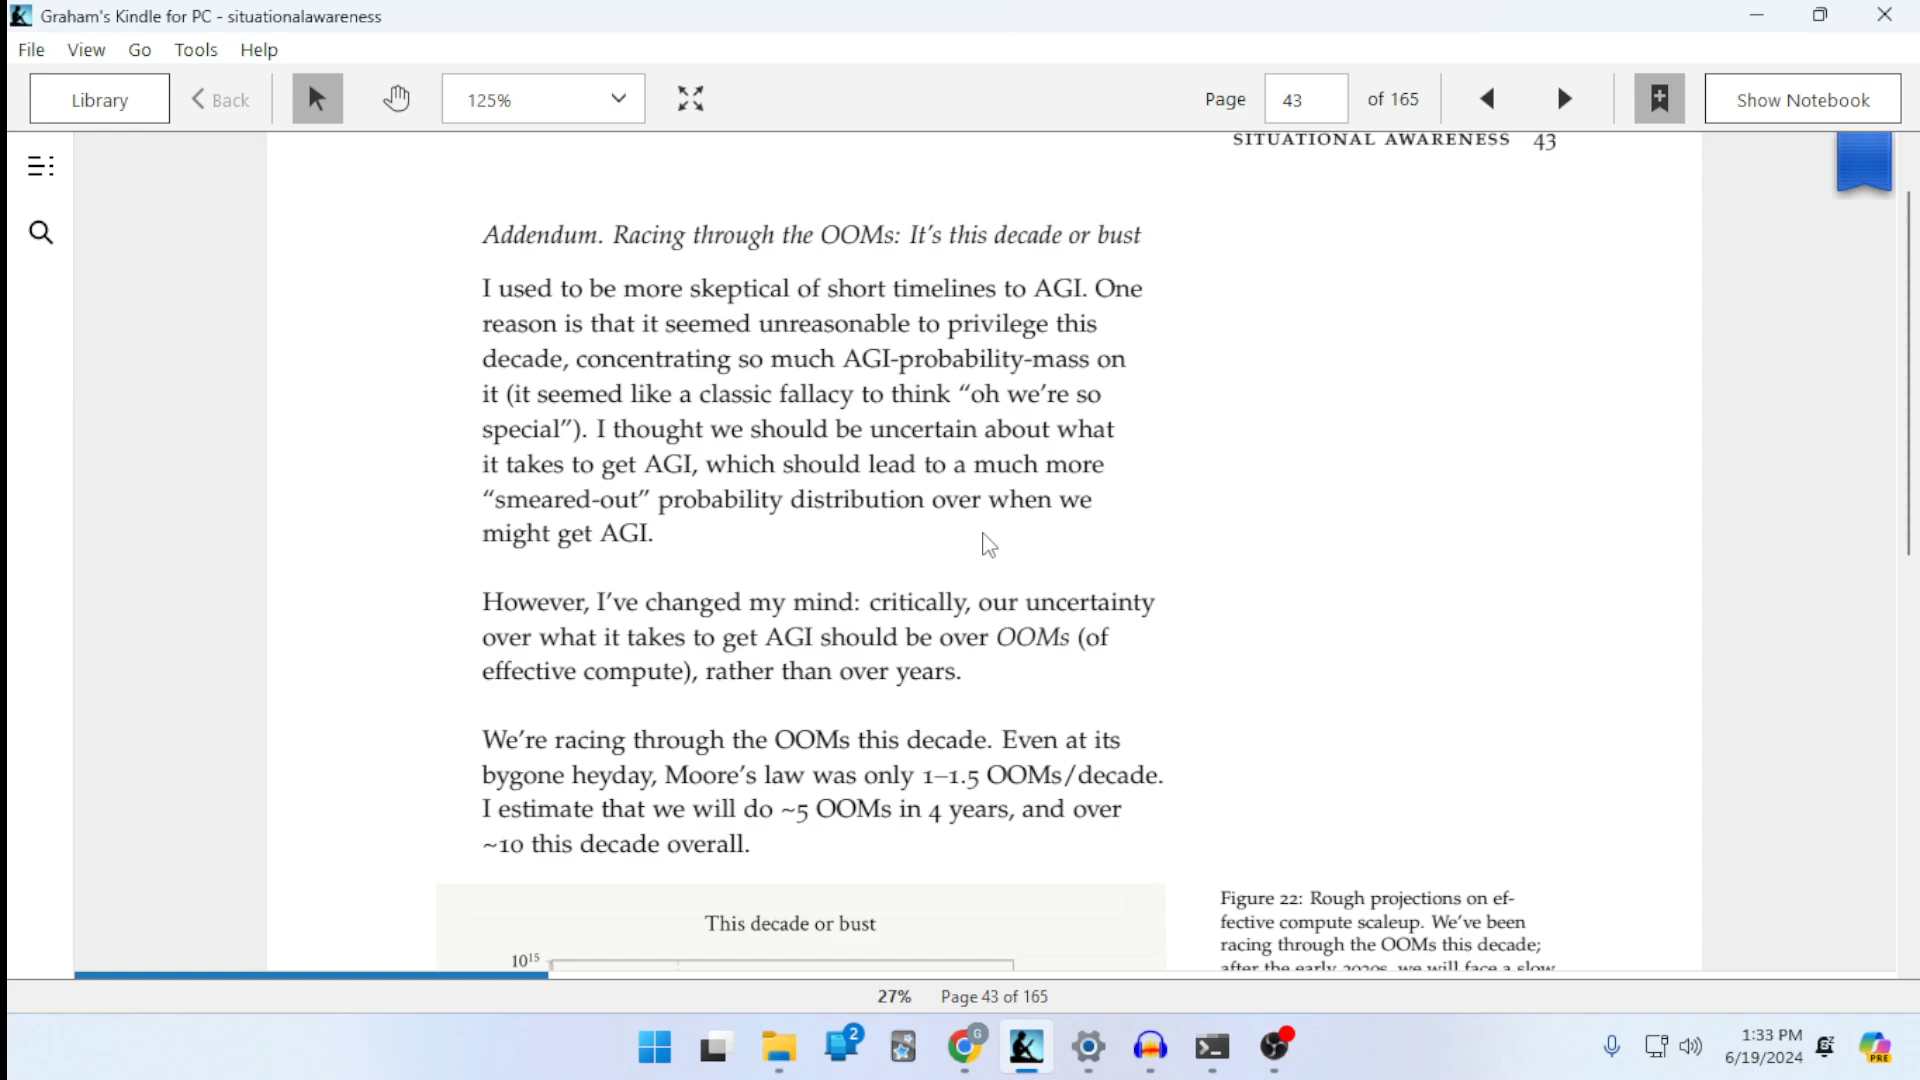 Graham's Kindle for PC - situationalawareness
File View Go Tools Help
Library Back 125% Page 43 of 165 Show Notebook
SITUATIONAL AWARENESS 43
Addendum. Racing through the OOMs: It's this decade or bust
I used to be more skeptical of short timelines to AGI. One
reason is that it seemed unreasonable to privilege this
decade, concentrating so much AGI-probability-mass on
it (it seemed like a classic fallacy to think “oh we're so
special”). I thought we should be uncertain about what
it takes to get AGI, which should lead to a much more
“smeared-out” probability distribution over when we
might get AGI.
However, I've changed my mind: critically, our uncertainty
over what it takes to get AGI should be over OOMs (of
effective compute), rather than over years.
We're racing through the OOMs this decade. Even at its
bygone heyday, Moore's law was only 1–1.5 OOMs/decade.
I estimate that we will do ~5 OOMs in 4 years, and over
~10 this decade overall.
This decade or bust
10¹⁵
Figure 22: Rough projections on ef-
fective compute scaleup. We've been
racing through the OOMs this decade;
after the early 2020s, we will face a slow
27% Page 43 of 165
2
G
1:33 PM
6/19/2024
PRE